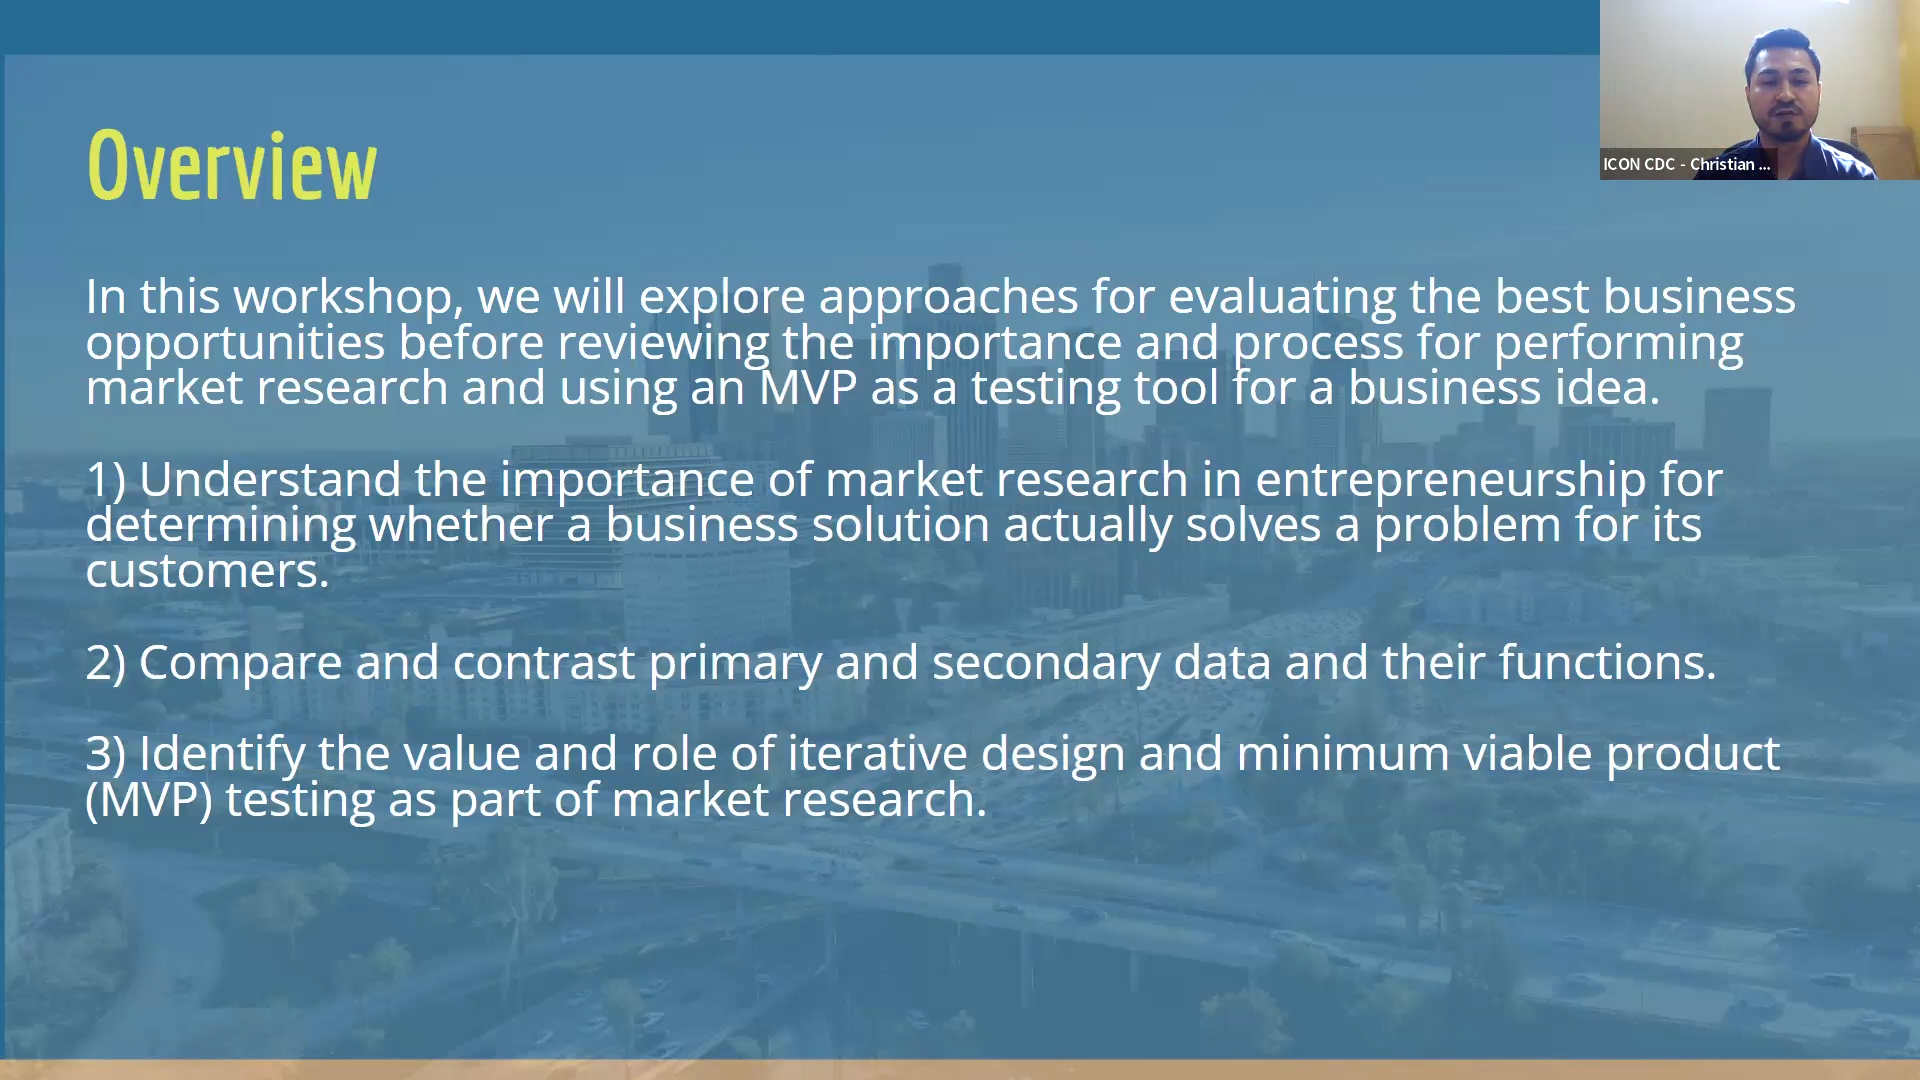 Overview
ICON CDC - Christian ...
In this workshop, we will explore approaches for evaluating the best business
opportunities before reviewing the importance and process for performing
market research and using an MVP as a testing tool for a business idea.
1) Understand the importance of market research in entrepreneurship for
determining whether a business solution actually solves a problem for its
customers.
2) Compare and contrast primary and secondary data and their functions.
3) Identify the value and role of iterative design and minimum viable product
(MVP) testing as part of market research.